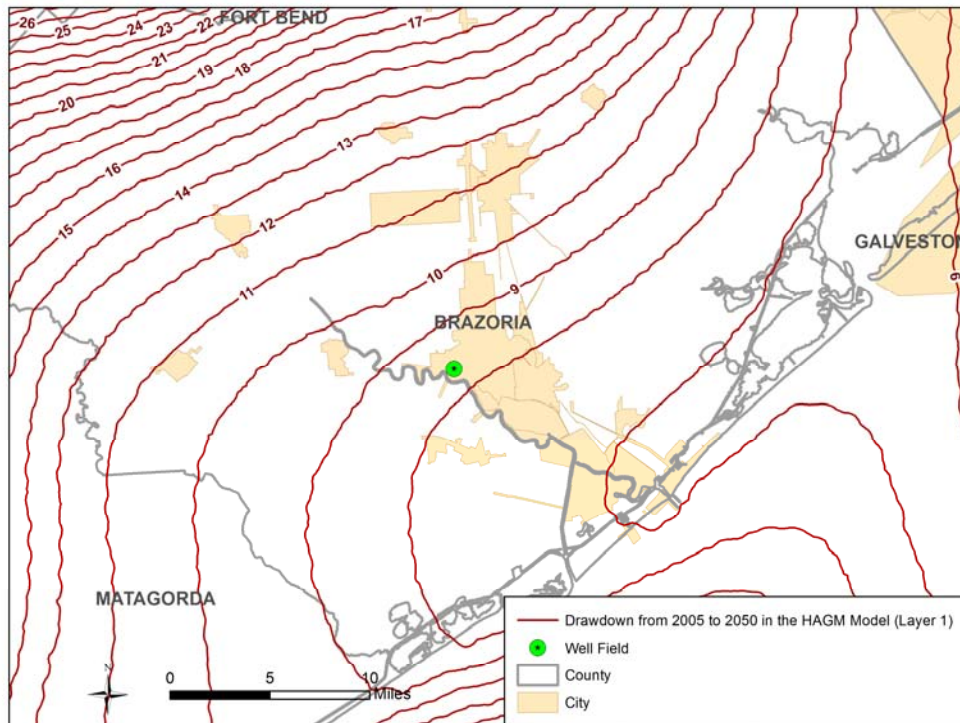 FORT BEND
26
25
24
23
22
21
20
19
18
17
16
15
14
13
12
11
10
9
6
GALVESTON
BRAZORIA
MATAGORDA
N
0 5 10
Miles
Drawdown from 2005 to 2050 in the HAGM Model (Layer 1)
Well Field
County
City